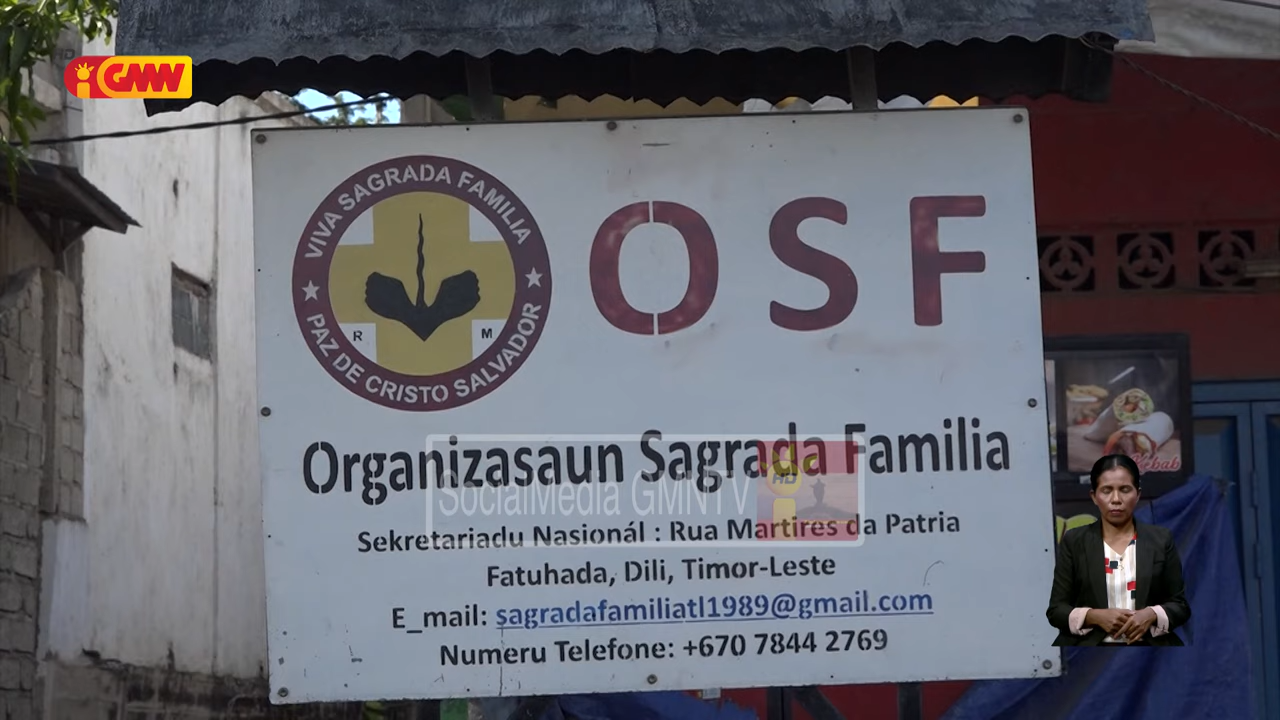 GMN
VIVA SAGRADA FAMILIA
PAZ DE CRISTO SALVADOR
R M
OSF
Organizasaun Sagrada Familia
SocialMedia GMNTV
HD
Sekretariadu Nasionál : Rua Martires da Patria
Fatuhada, Dili, Timor-Leste
E_mail: sagradafamiliatl1989@gmail.com
Numeru Telefone: +670 7844 2769
Kebab